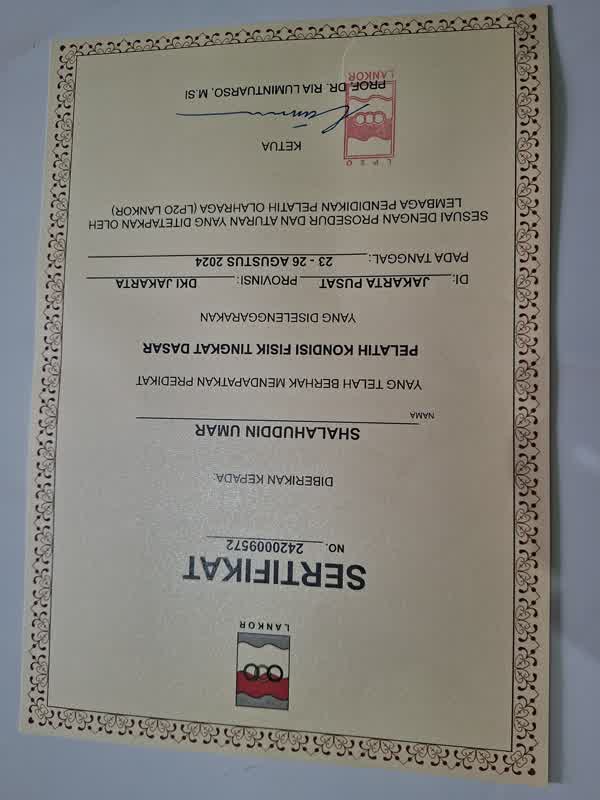 LANKOR
SERTIFIKAT
NO. 2420009572
DIBERIKAN KEPADA:
SHALAHUDDIN UMAR
NAMA
YANG TELAH BERHAK MENDAPATKAN PREDIKAT
PELATIH KONDISI FISIK TINGKAT DASAR
YANG DISELENGGARAKAN
DI: JAKARTA PUSAT PROVINSI: DKI JAKARTA
PADA TANGGAL: 23 - 26 AGUSTUS 2024
SESUAI DENGAN PROSEDUR DAN ATURAN YANG DITETAPKAN OLEH
LEMBAGA PENDIDIKAN PELATIH OLAHRAGA (LP2O LANKOR)
KETUA
LP2O
LANKOR
PROF. DR. RIA LUMINTUARSO, M.SI